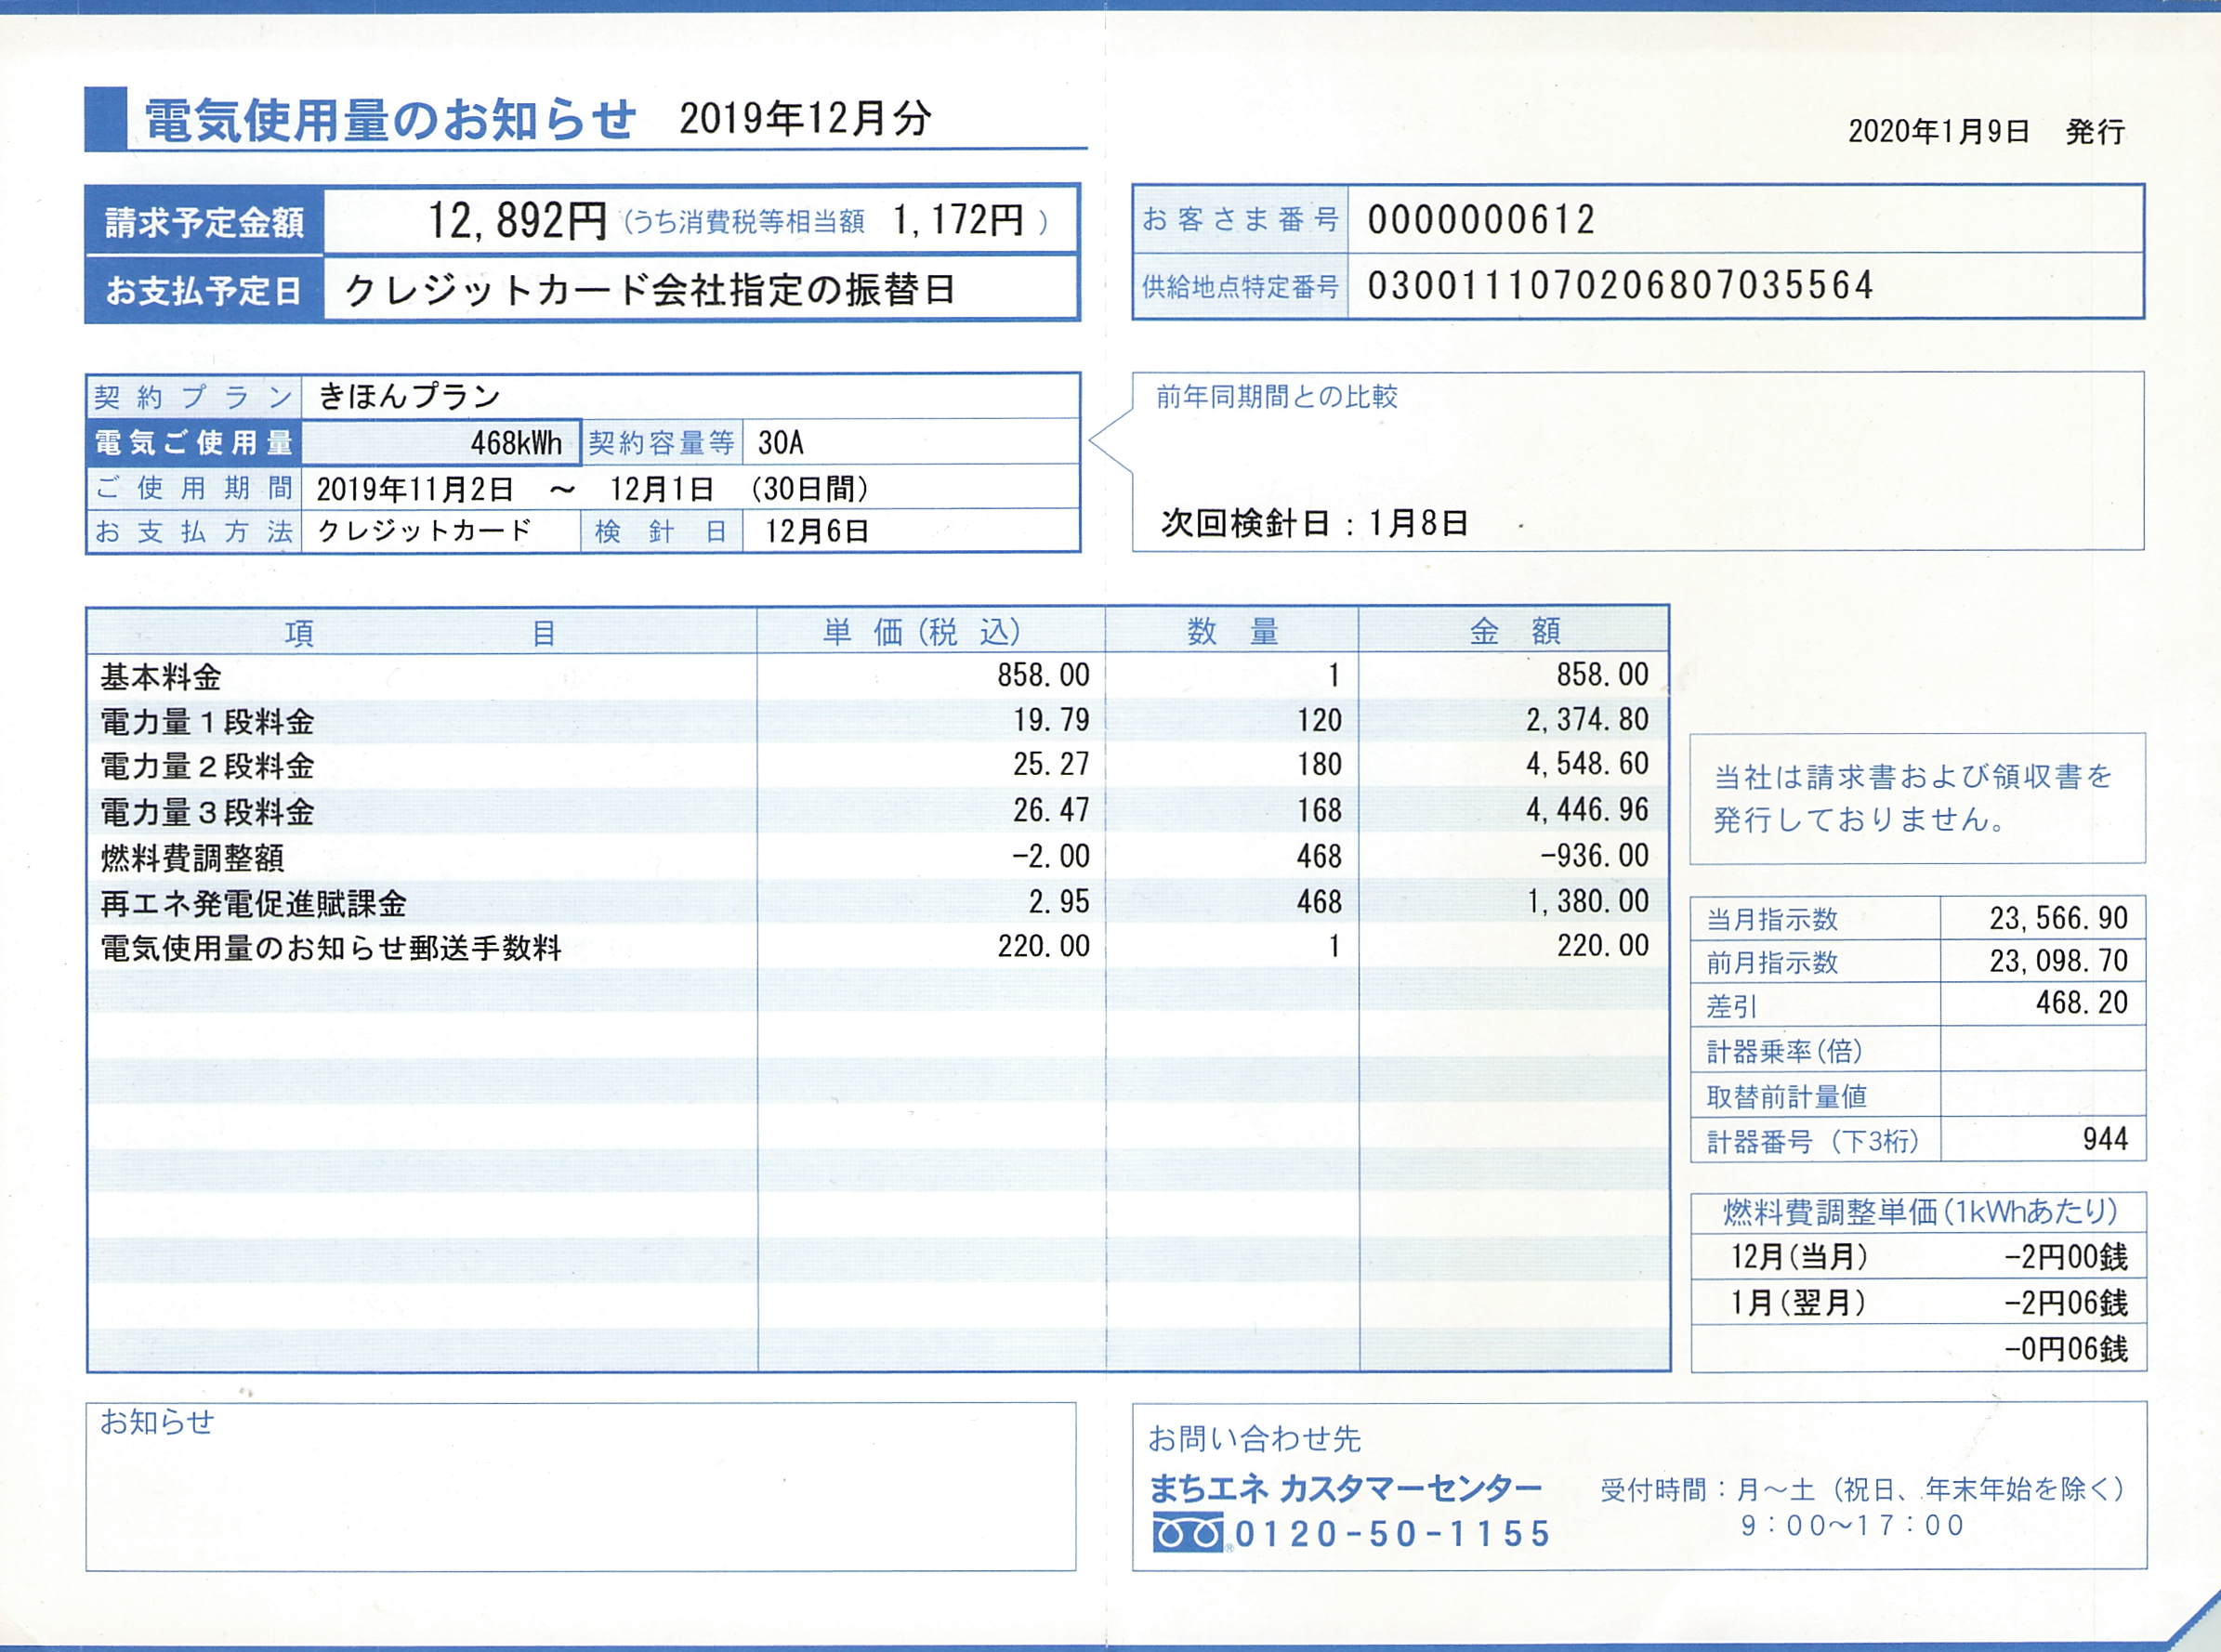 電気使用量のお知らせ 2019年12月分
2020年1月9日 発行
請求予定金額 12,892円 (うち消費税等相当額 1,172円 )
お支払予定日 クレジットカード会社指定の振替日
お客さま番号 0000000612
供給地点特定番号 0300111070206807035564
契約プラン きほんプラン
電気ご使用量 468kWh 契約容量等 30A
ご使用期間 2019年11月2日 ～ 12月1日 (30日間)
お支払方法 クレジットカード 検針日 12月6日
前年同期間との比較
次回検針日：1月8日
項目 単価(税込) 数量 金額
基本料金 858.00 1 858.00
電力量１段料金 19.79 120 2,374.80
電力量２段料金 25.27 180 4,548.60
電力量３段料金 26.47 168 4,446.96
燃料費調整額 -2.00 468 -936.00
再エネ発電促進賦課金 2.95 468 1,380.00
電気使用量のお知らせ郵送手数料 220.00 1 220.00
当社は請求書および領収書を
発行しておりません。
当月指示数 23,566.90
前月指示数 23,098.70
差引 468.20
計器乗率(倍)
取替前計量値
計器番号（下3桁） 944
燃料費調整単価(1kWhあたり)
12月(当月) -2円00銭
1月(翌月) -2円06銭
-0円06銭
お知らせ
お問い合わせ先
まちエネ カスタマーセンター
0120-50-1155
受付時間：月～土（祝日、年末年始を除く）
9：00～17：00